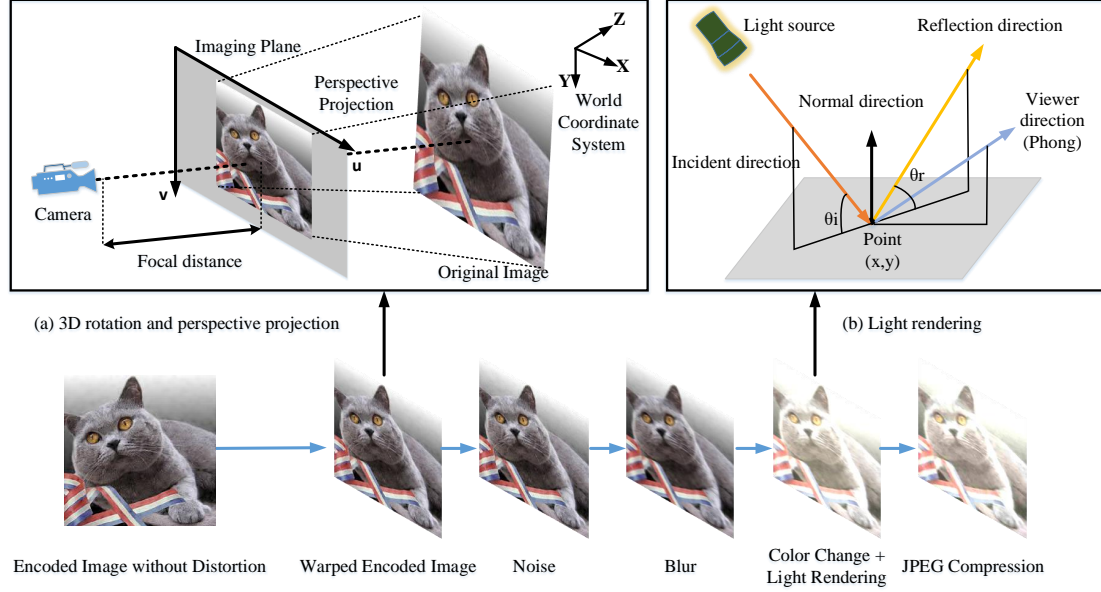 Imaging Plane
Perspective
Projection
Z
X
Y
World
Coordinate
System
u
v
Camera
Focal distance
Original Image
(a) 3D rotation and perspective projection
Light source
Reflection direction
Normal direction
Viewer
direction
(Phong)
Incident direction
θr
θi
Point
(x,y)
(b) Light rendering
Encoded Image without Distortion
Warped Encoded Image
Noise
Blur
Color Change +
Light Rendering
JPEG Compression